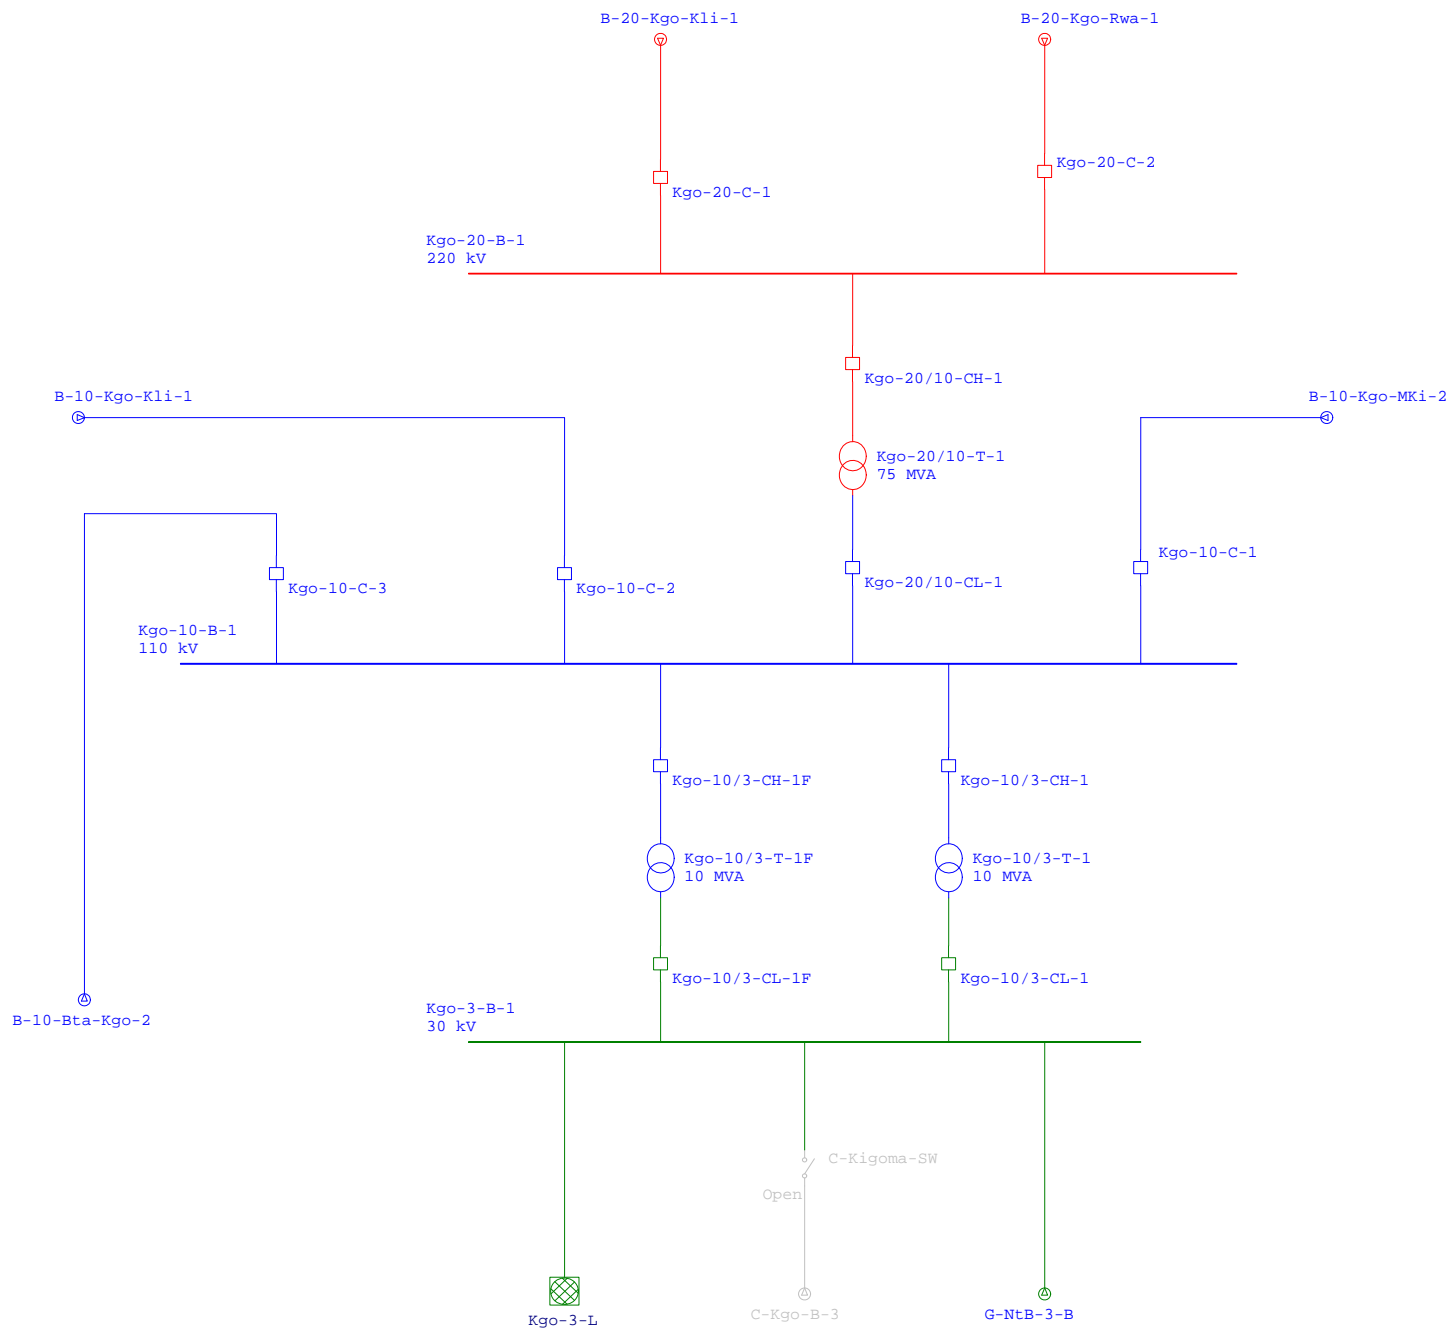 B-20-Kgo-Kli-1
B-20-Kgo-Rwa-1
Kgo-20-C-2
Kgo-20-C-1
Kgo-20-B-1
220 kV
Kgo-20/10-CH-1
B-10-Kgo-Kli-1
B-10-Kgo-MKi-2
Kgo-20/10-T-1
75 MVA
Kgo-10-C-1
Kgo-20/10-CL-1
Kgo-10-C-3
Kgo-10-C-2
Kgo-10-B-1
110 kV
Kgo-10/3-CH-1F
Kgo-10/3-CH-1
Kgo-10/3-T-1F
10 MVA
Kgo-10/3-T-1
10 MVA
Kgo-10/3-CL-1F
Kgo-10/3-CL-1
Kgo-3-B-1
30 kV
B-10-Bta-Kgo-2
C-Kigoma-SW
Open
C-Kgo-B-3
G-NtB-3-B
Kgo-3-L